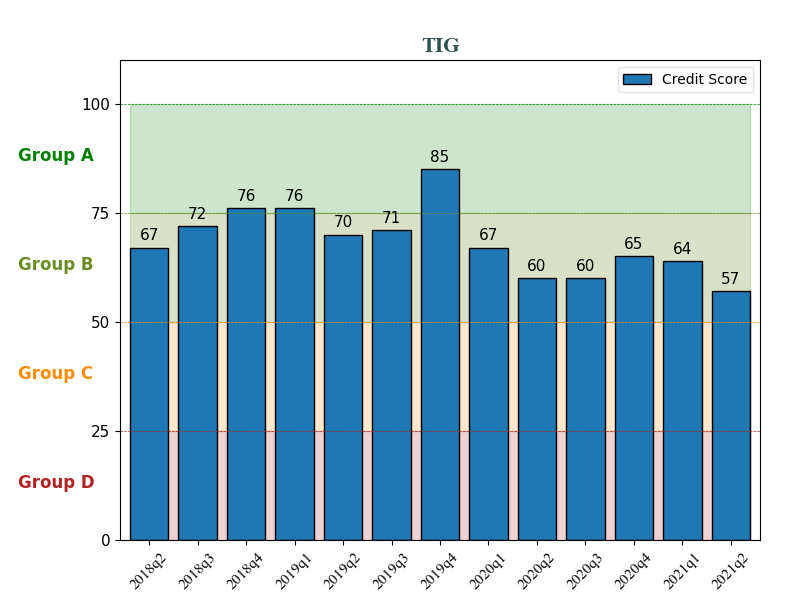 TIG
Credit Score
100
Group A
85
76
76
75
72
71
70
67
67
Group B
65
64
60
60
57
50
Group C
25
Group D
0
2018q2
2018q3
2018q4
2019q1
2019q2
2019q3
2019q4
2020q1
2020q2
2020q3
2020q4
2021q1
2021q2